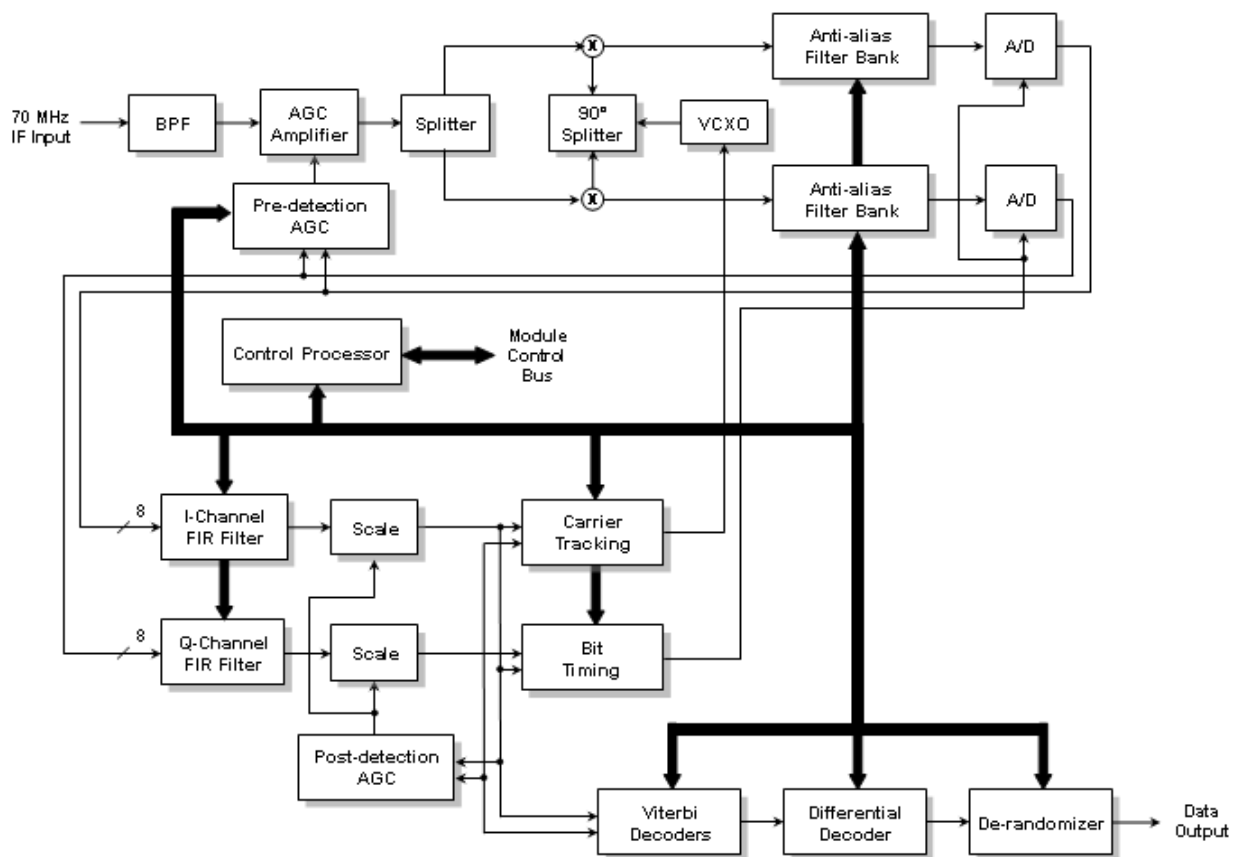 Anti-alias
Filter Bank
A/D
X
70 MHz
IF Input
BPF
AGC
Amplifier
Splitter
90°
Splitter
VCXO
X
Anti-alias
Filter Bank
A/D
Pre-detection
AGC
Control Processor
Module
Control
Bus
8
I-Channel
FIR Filter
Scale
Carrier
Tracking
8
Q-Channel
FIR Filter
Scale
Bit
Timing
Post-detection
AGC
Viterbi
Decoders
Differential
Decoder
De-randomizer
Data
Output